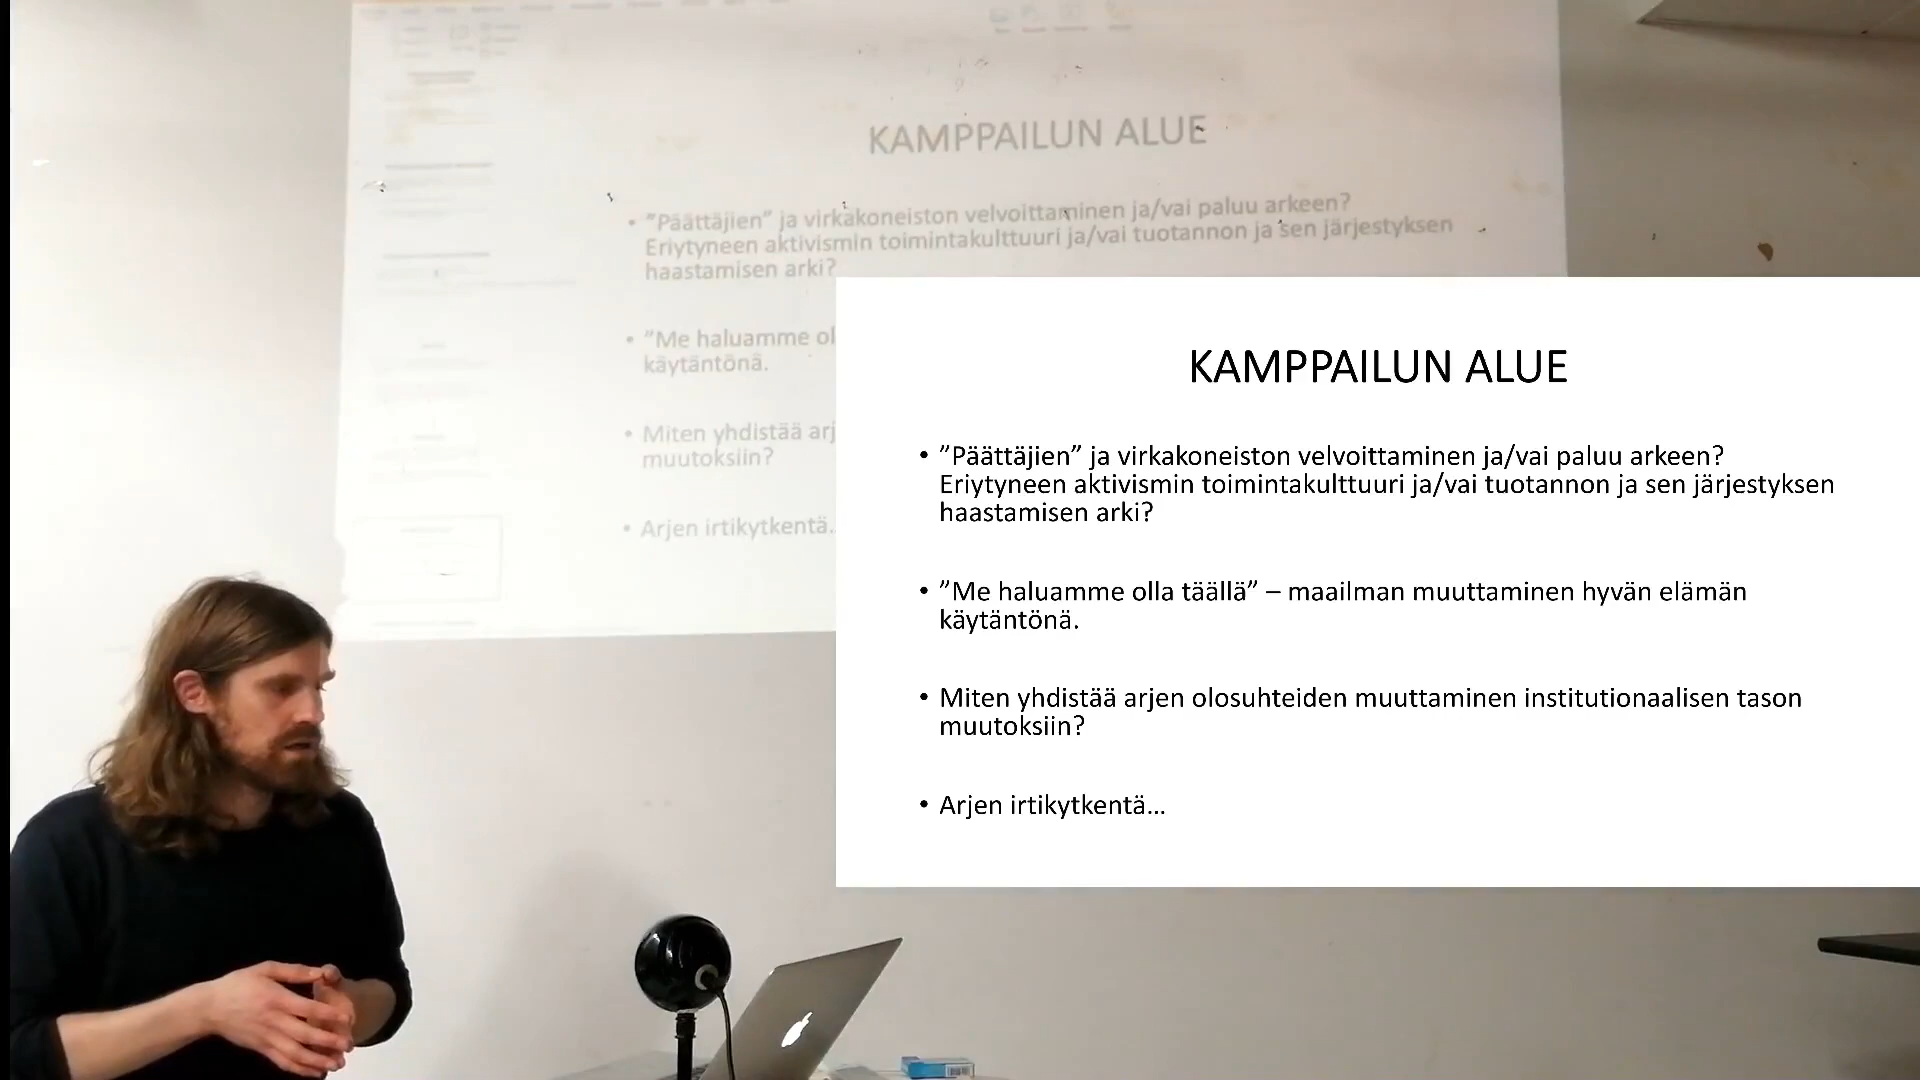 KAMPPAILUN ALUE
• "Päättäjien" ja virkakoneiston velvoittaminen ja/vai paluu arkeen?
Eriytyneen aktivismin toimintakulttuuri ja/vai tuotannon ja sen järjestyksen
haastamisen arki?
• "Me haluamme ol
käytäntönä.
• Miten yhdistää arj
muutoksiin?
• Arjen irtikytkentä..
KAMPPAILUN ALUE
• ”Päättäjien” ja virkakoneiston velvoittaminen ja/vai paluu arkeen?
Eriytyneen aktivismin toimintakulttuuri ja/vai tuotannon ja sen järjestyksen
haastamisen arki?
• ”Me haluamme olla täällä” – maailman muuttaminen hyvän elämän
käytäntönä.
• Miten yhdistää arjen olosuhteiden muuttaminen institutionaalisen tason
muutoksiin?
• Arjen irtikytkentä...